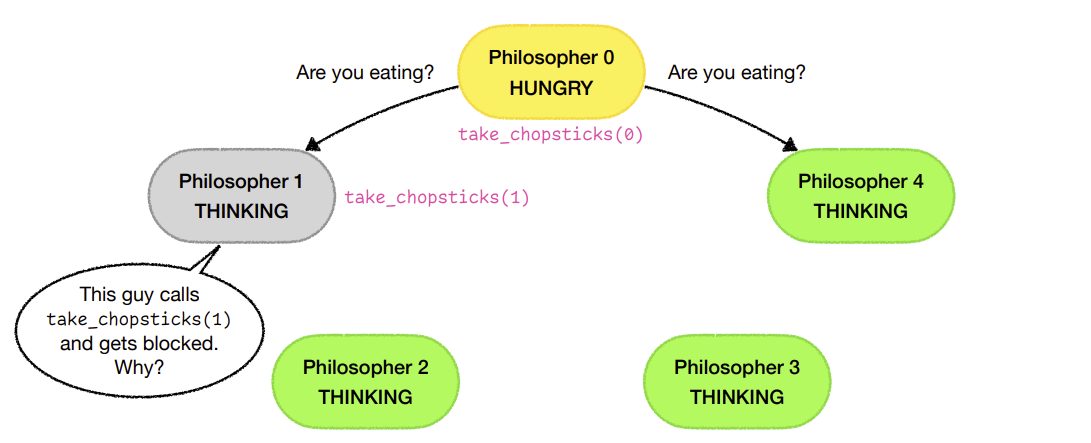 Philosopher 0
HUNGRY
Are you eating?
Are you eating?
take_chopsticks(0)
Philosopher 1
THINKING
take_chopsticks(1)
Philosopher 4
THINKING
This guy calls
take_chopsticks(1)
and gets blocked.
Why?
Philosopher 2
THINKING
Philosopher 3
THINKING